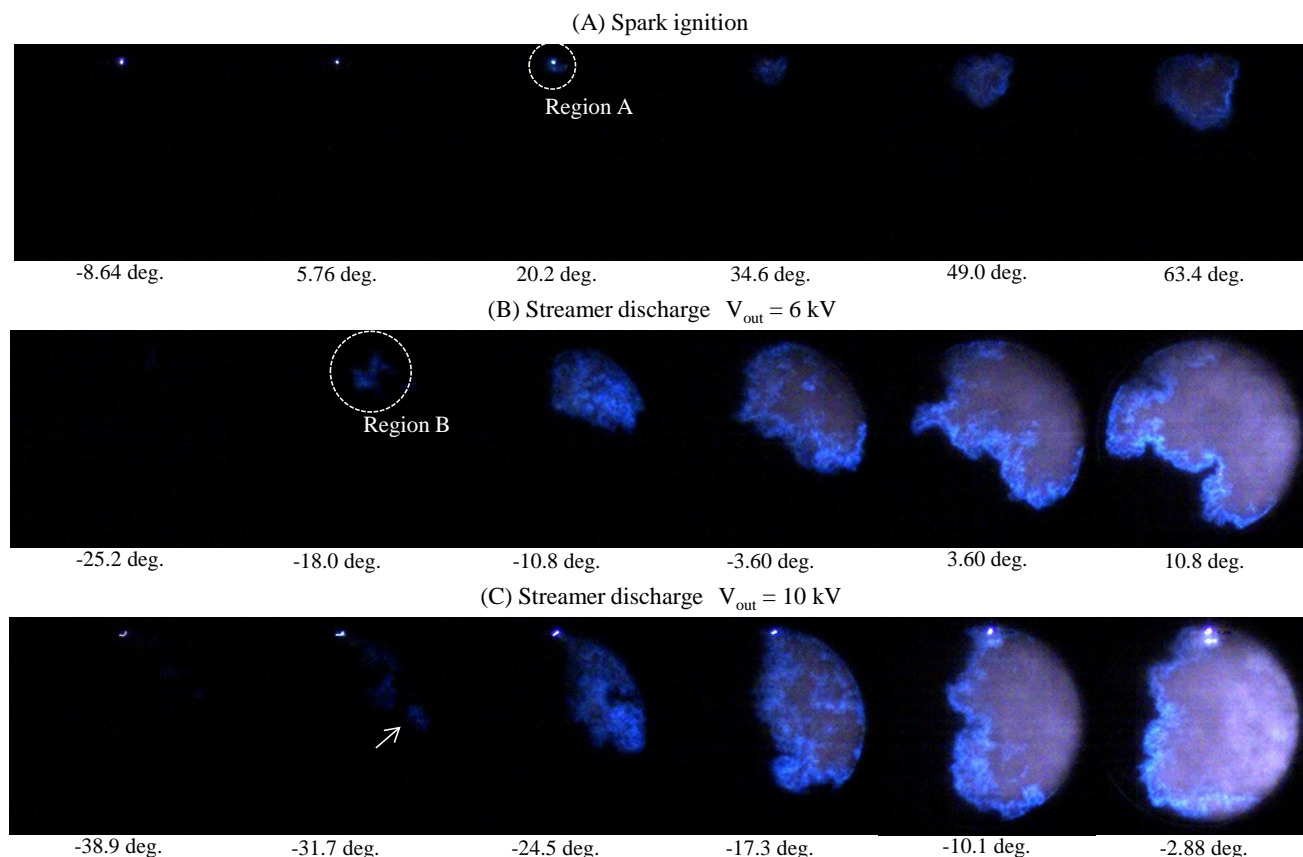 (A) Spark ignition
Region A
-8.64 deg. 5.76 deg. 20.2 deg. 34.6 deg. 49.0 deg. 63.4 deg.
(B) Streamer discharge V_out = 6 kV
Region B
-25.2 deg. -18.0 deg. -10.8 deg. -3.60 deg. 3.60 deg. 10.8 deg.
(C) Streamer discharge V_out = 10 kV
-38.9 deg. -31.7 deg. -24.5 deg. -17.3 deg. -10.1 deg. -2.88 deg.